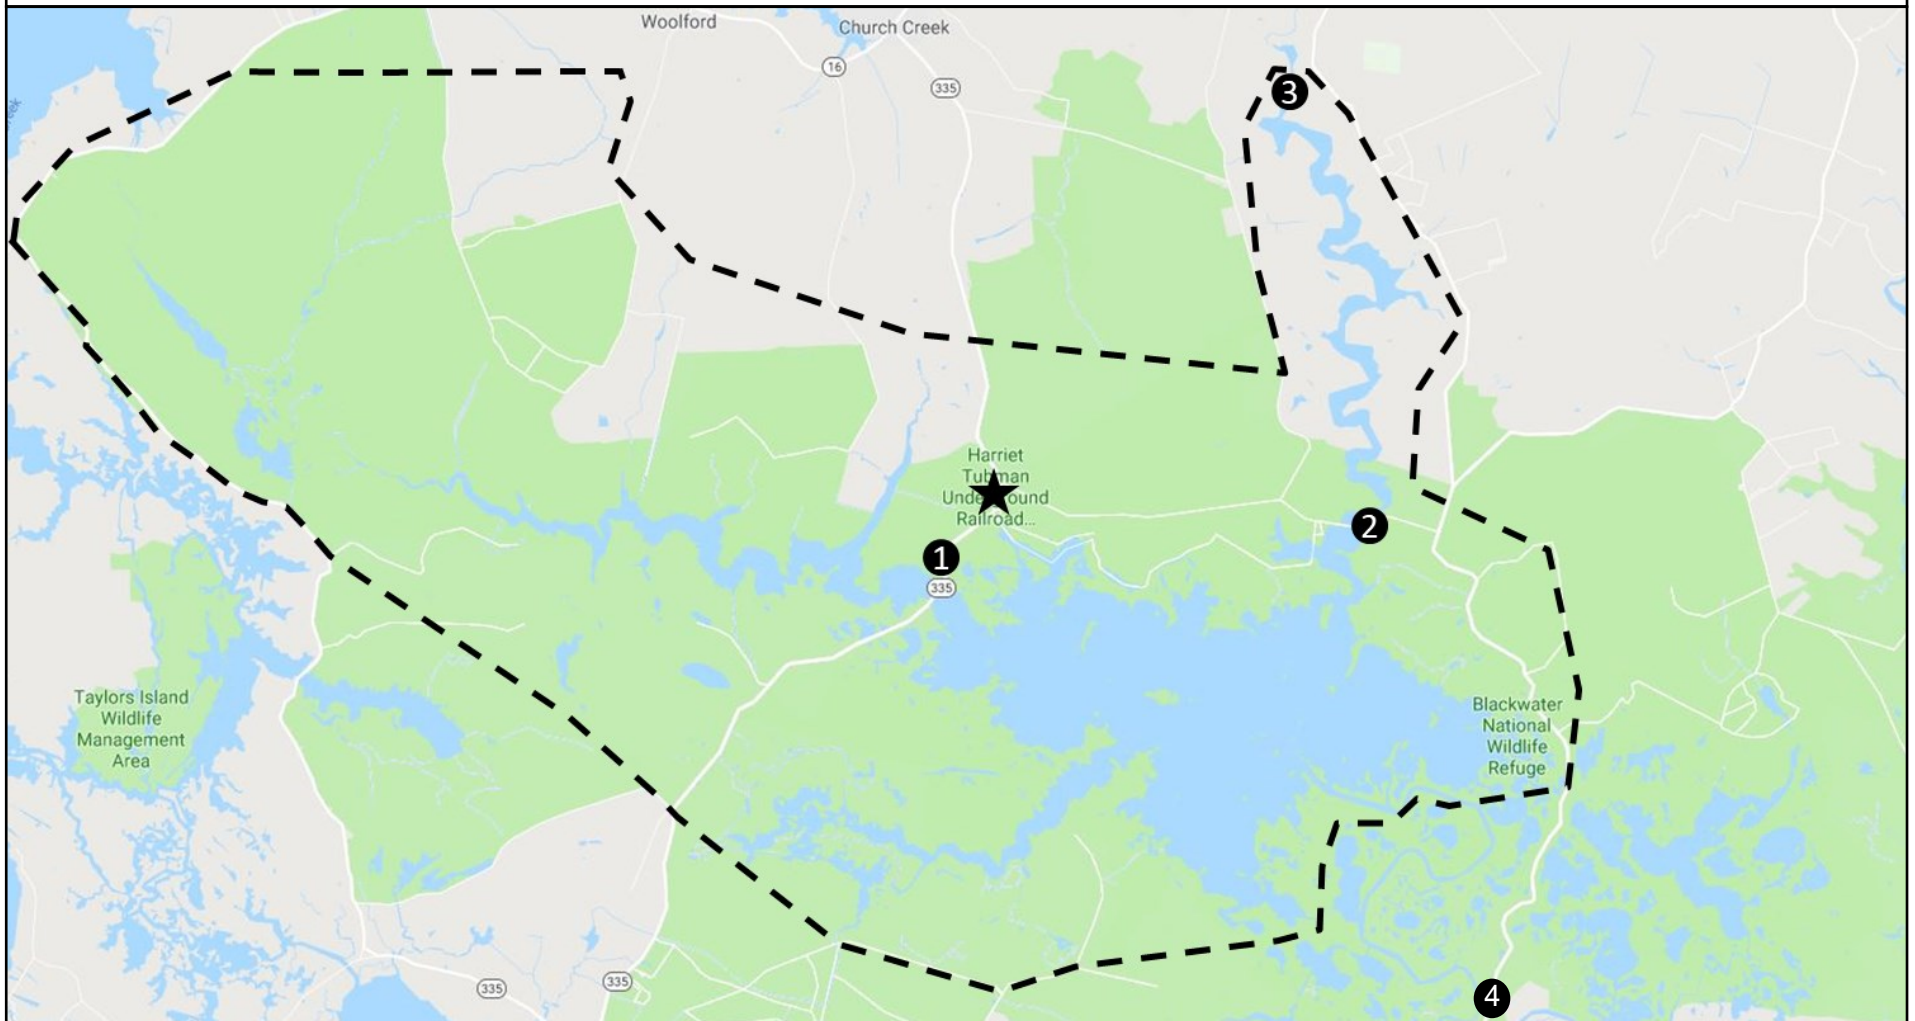 Woolford
Church Creek
16
335
3
Harriet
Tubman
Underground
Railroad...
2
1
335
Taylors Island
Wildlife
Management
Area
Blackwater
National
Wildlife
Refuge
335
335
4